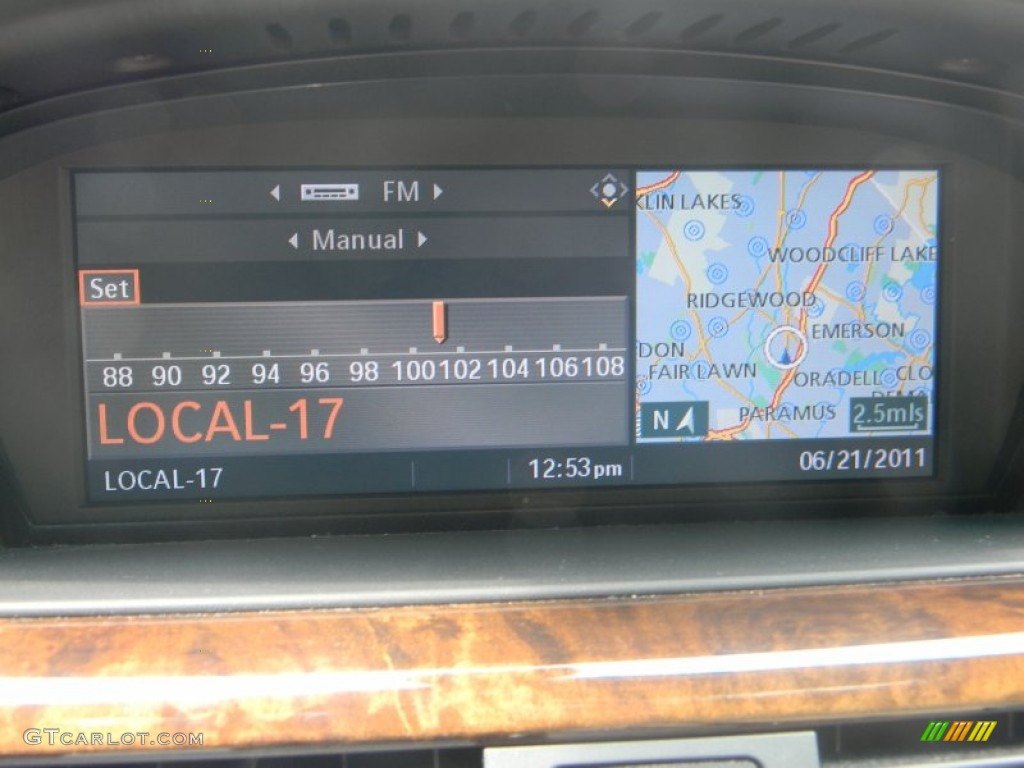 FM
Manual
Set
88 90 92 94 96 98 100 102 104 106 108
LOCAL-17
LOCAL-17
12:53pm
KLIN LAKES
WOODCLIFF LAKE
RIDGEWOOD
EMERSON
DON
FAIR LAWN
ORADELL
CLO
PARAMUS
N
2.5mls
06/21/2011
GTCARLOT.COM